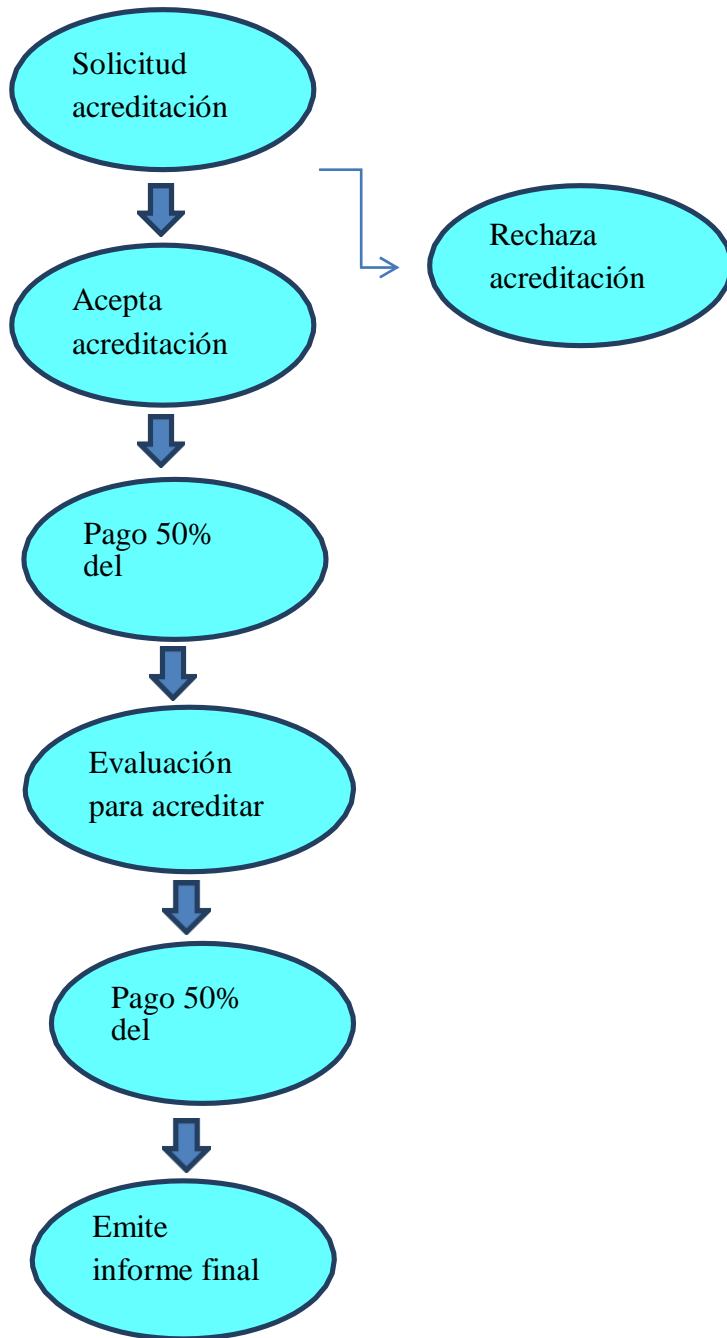 Solicitud
acreditación
Rechaza
acreditación
Acepta
acreditación
Pago 50%
del
Evaluación
para acreditar
Pago 50%
del
Emite
informe final